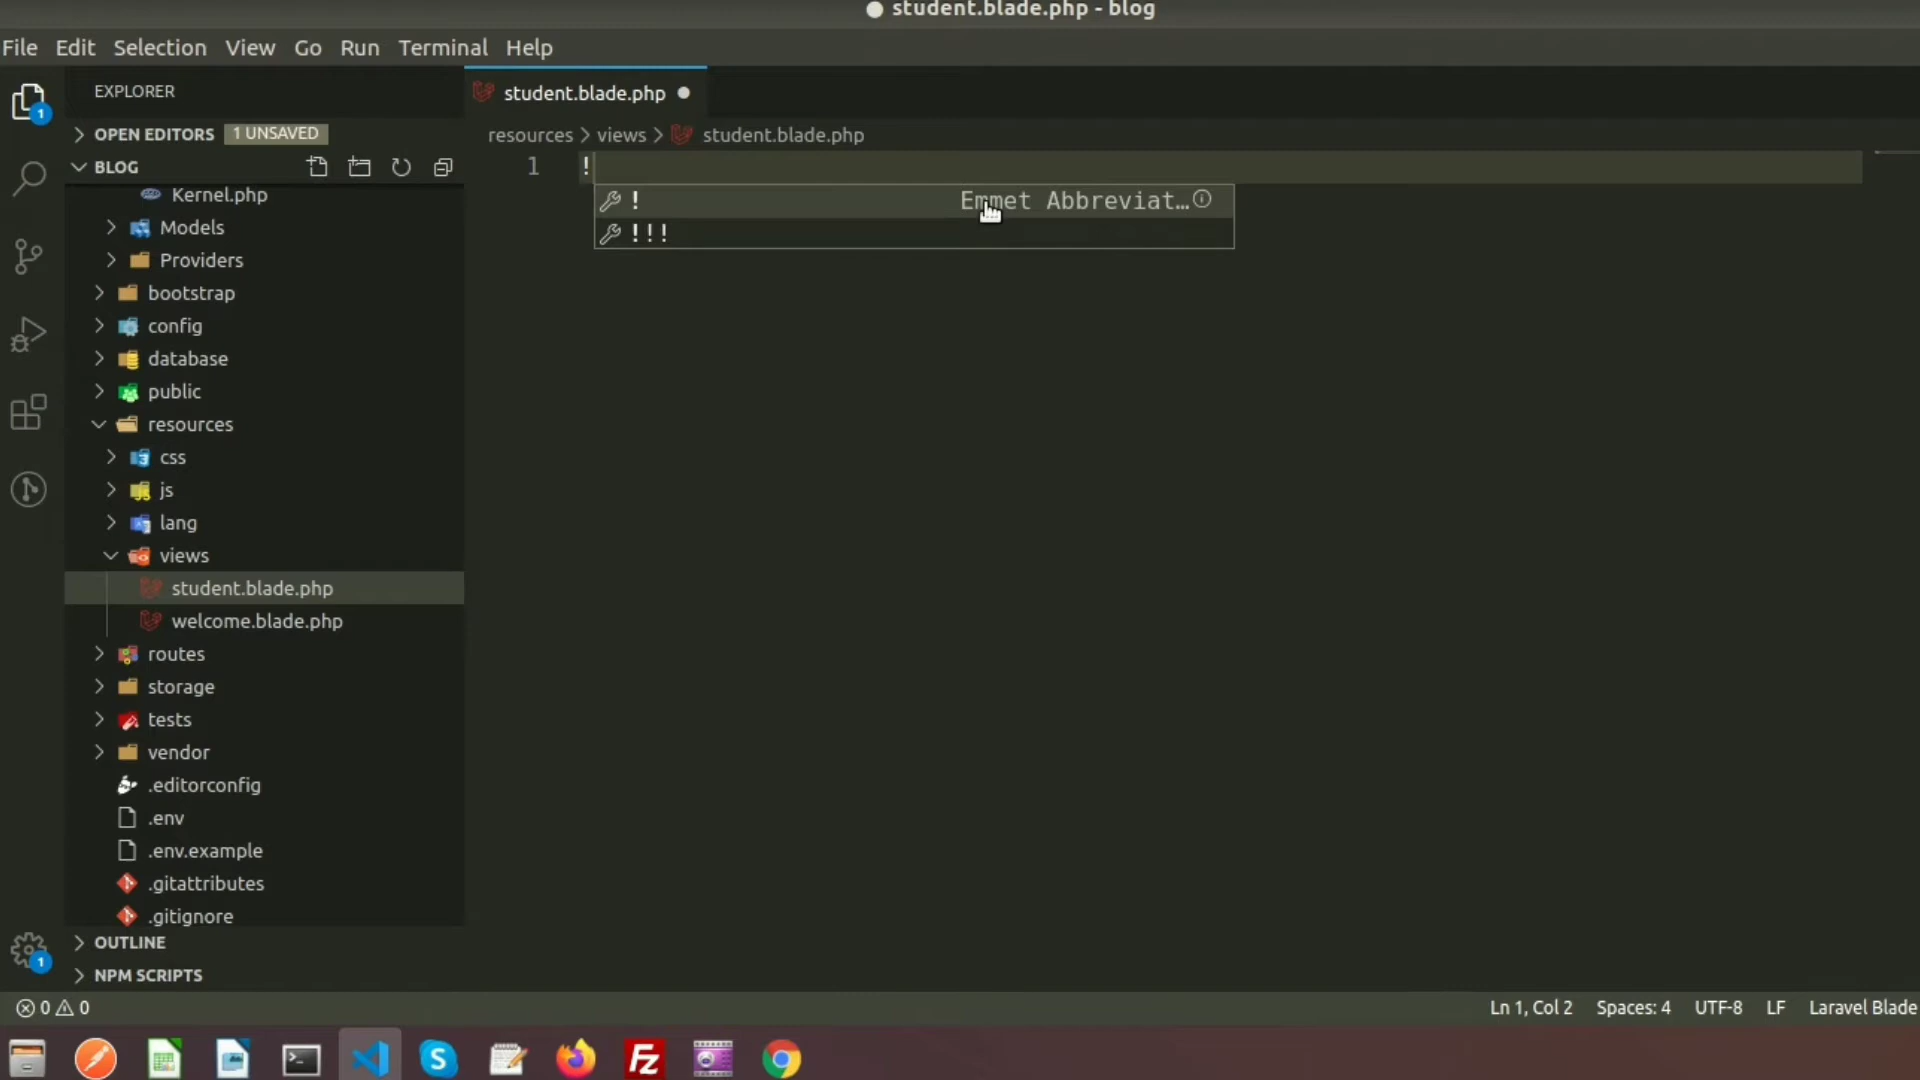 student.blade.php - blog
File Edit Selection View Go Run Terminal Help
EXPLORER
student.blade.php
1
OPEN EDITORS 1 UNSAVED
resources > views > student.blade.php
BLOG
1 !
Kernel.php
! Emmet Abbreviat…
Models
!!!
Providers
bootstrap
config
database
public
resources
css
js
lang
views
student.blade.php
welcome.blade.php
routes
storage
tests
vendor
.editorconfig
.env
.env.example
.gitattributes
.gitignore
OUTLINE
1
NPM SCRIPTS
0 0 Ln 1, Col 2 Spaces: 4 UTF-8 LF Laravel Blade
S Fz